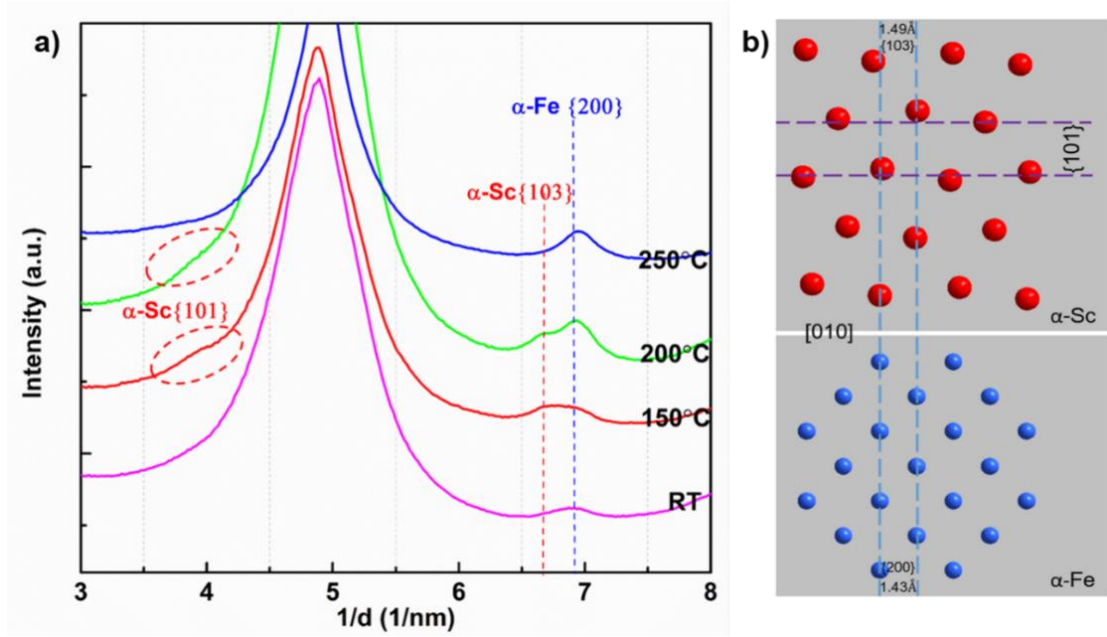 a)
Intensity (a.u.)
α-Fe {200}
α-Sc{103}
250°C
α-Sc{101}
200°C
150°C
RT
3 4 5 6 7 8
1/d (1/nm)
b)
1.49Å
{103}
{101}
α-Sc
[010]
{200}
1.43Å
α-Fe